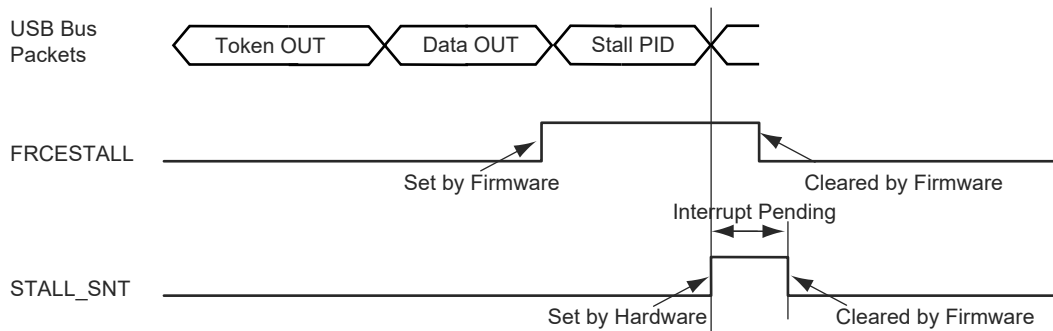 USB Bus
Packets
Token OUT
Data OUT
Stall PID
FRCESTALL
Set by Firmware
Cleared by Firmware
Interrupt Pending
STALL_SNT
Set by Hardware
Cleared by Firmware